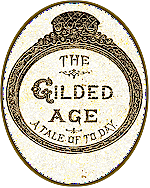 THE
GILDED
AGE
A TALE OF TO DAY.